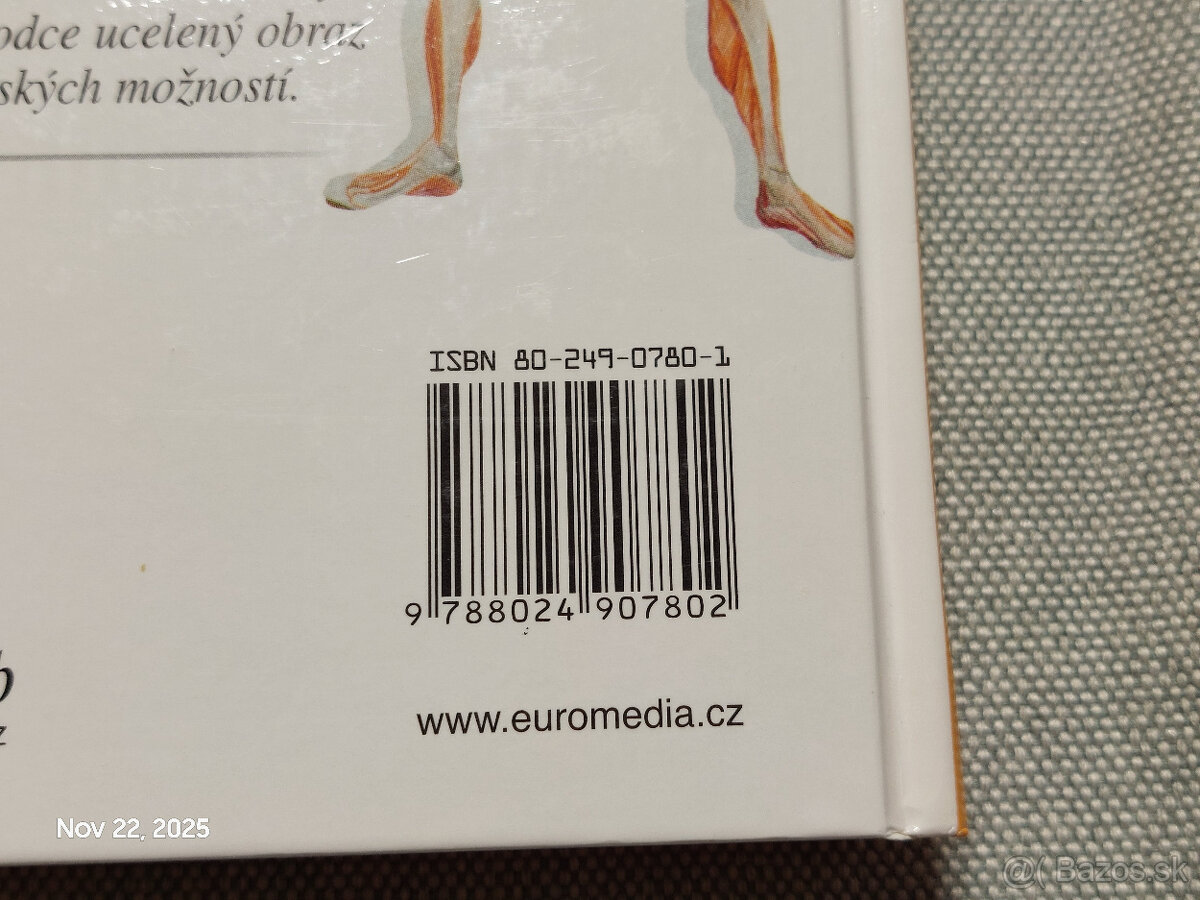 odce ucelený obraz
ských možností.
ISBN 80-249-0780-1
9 788024 907802
www.euromedia.cz
b
z
Nov 22, 2025
@( Bazos.sk